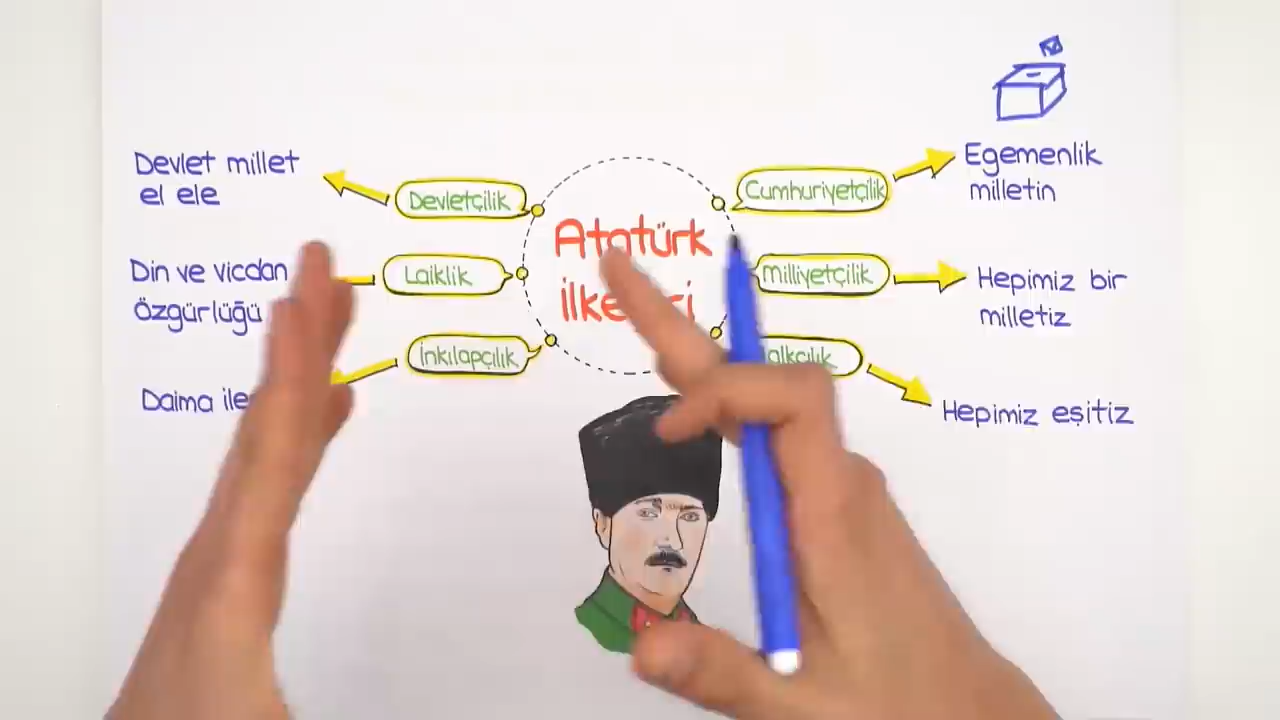 Devlet millet
el ele
Devletçilik
Din ve vicdan
özgürlüğü
Laiklik
Daima
İnkılapçılık
Atatürk
Cumhuriyetçilik
Egemenlik
milletin
Milliyetçilik
Hepimiz bir
milletiz
Hepimiz eşitiz